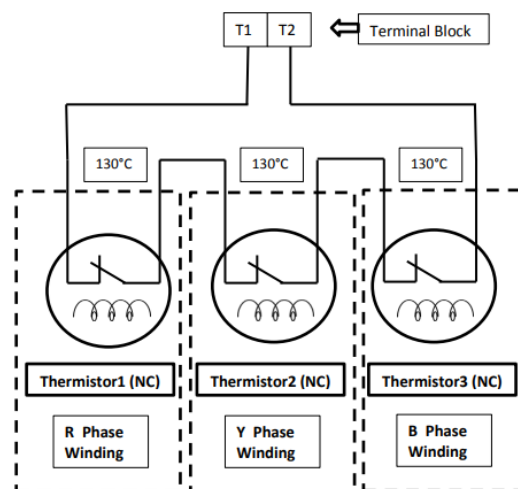 T1 T2 Terminal Block
130°C 130°C 130°C
Thermistor1 (NC) Thermistor2 (NC) Thermistor3 (NC)
R Phase Y Phase B Phase
Winding Winding Winding